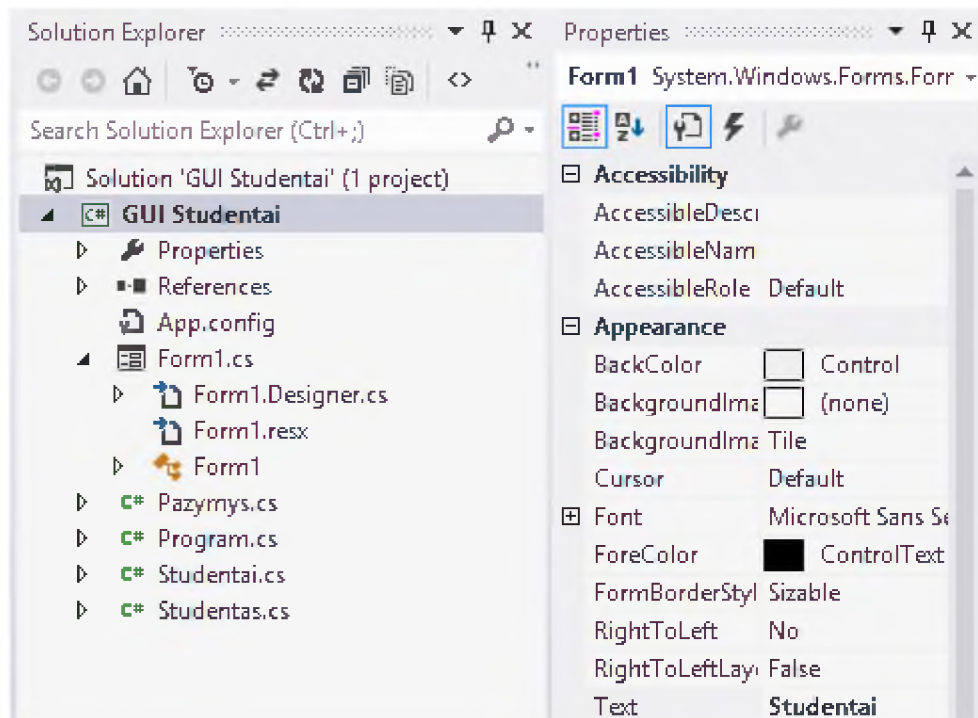 Solution Explorer
Search Solution Explorer (Ctrl+;)
Solution 'GUI Studentai' (1 project)
C# GUI Studentai
Properties
References
App.config
Form1.cs
Form1.Designer.cs
Form1.resx
Form1
C# Pazymys.cs
C# Program.cs
C# Studentai.cs
C# Studentas.cs
Properties
Form1 System.Windows.Forms.Forr
Accessibility
AccessibleDescr
AccessibleNam
AccessibleRole Default
Appearance
BackColor Control
BackgroundIma (none)
BackgroundIma Tile
Cursor Default
Font Microsoft Sans Se
ForeColor ControlText
FormBorderStyl Sizable
RightToLeft No
RightToLeftLay False
Text Studentai